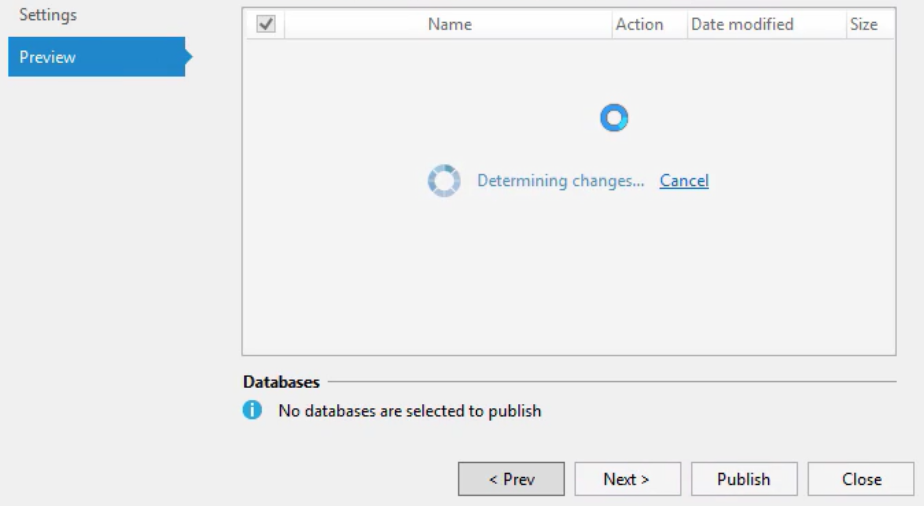 Settings
Preview
Name Action Date modified Size
Determining changes... Cancel
Databases
No databases are selected to publish
< Prev Next > Publish Close